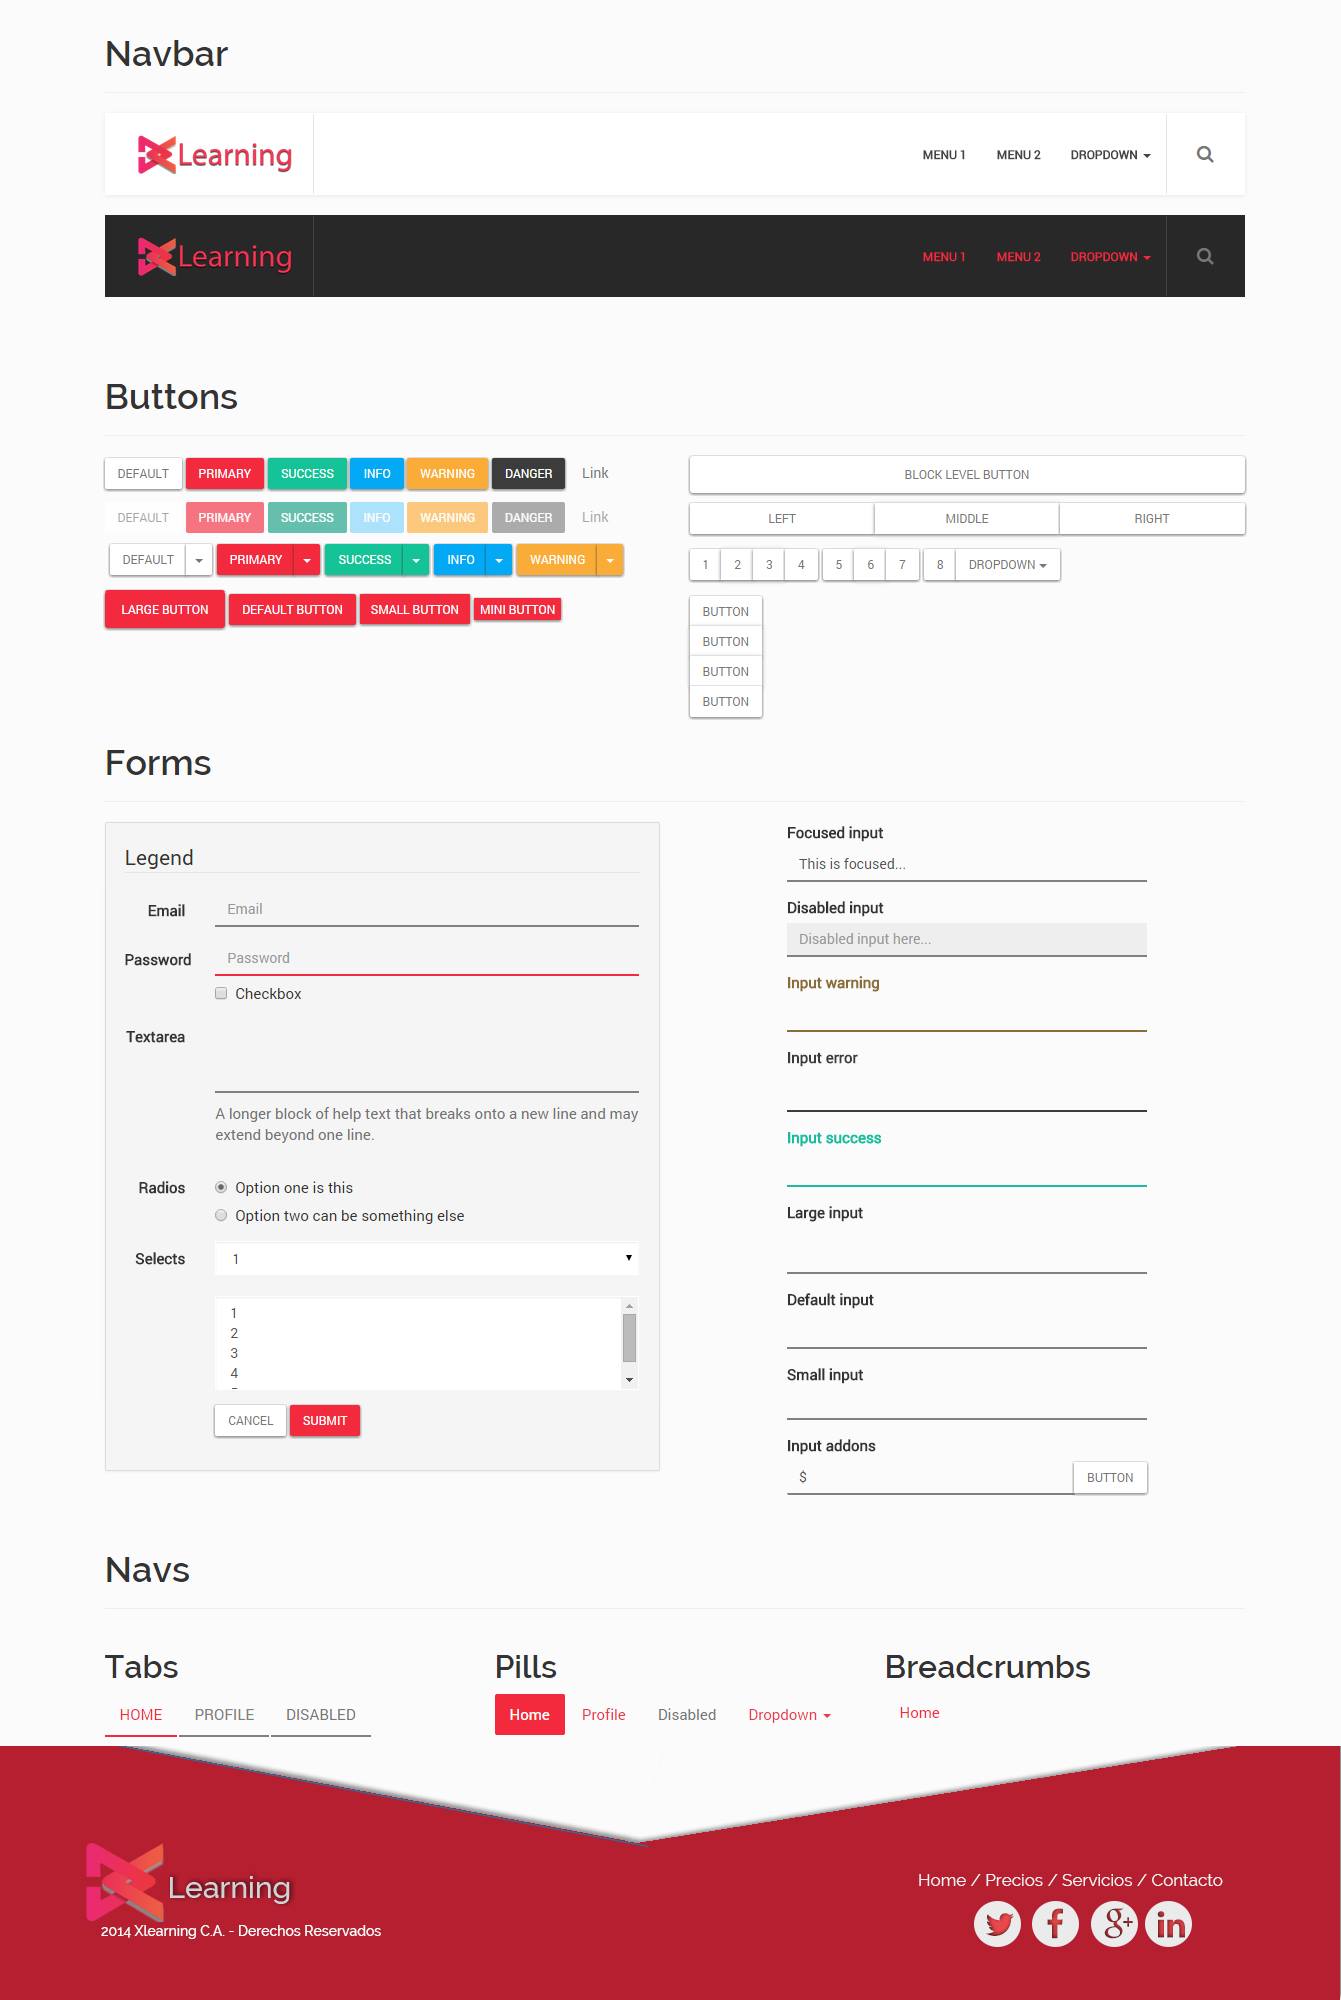 Navbar
Learning
MENU 1 MENU 2 DROPDOWN
Learning
MENU 1 MENU 2 DROPDOWN
Buttons
DEFAULT PRIMARY SUCCESS INFO WARNING DANGER Link
DEFAULT PRIMARY SUCCESS INFO WARNING DANGER Link
DEFAULT PRIMARY SUCCESS INFO WARNING
LARGE BUTTON DEFAULT BUTTON SMALL BUTTON MINI BUTTON
BLOCK LEVEL BUTTON
LEFT MIDDLE RIGHT
1 2 3 4 5 6 7 8 DROPDOWN
BUTTON
BUTTON
BUTTON
BUTTON
Forms
Legend
Email Email
Password Password
Checkbox
Textarea
A longer block of help text that breaks onto a new line and may
extend beyond one line.
Radios Option one is this
Option two can be something else
Selects 1
1
2
3
4
CANCEL SUBMIT
Focused input
This is focused...
Disabled input
Disabled input here...
Input warning
Input error
Input success
Large input
Default input
Small input
Input addons
$ BUTTON
Navs
Tabs
HOME PROFILE DISABLED
Pills
Home Profile Disabled Dropdown
Breadcrumbs
Home
Learning
2014 Xlearning C.A. - Derechos Reservados
Home / Precios / Servicios / Contacto
f g+ in